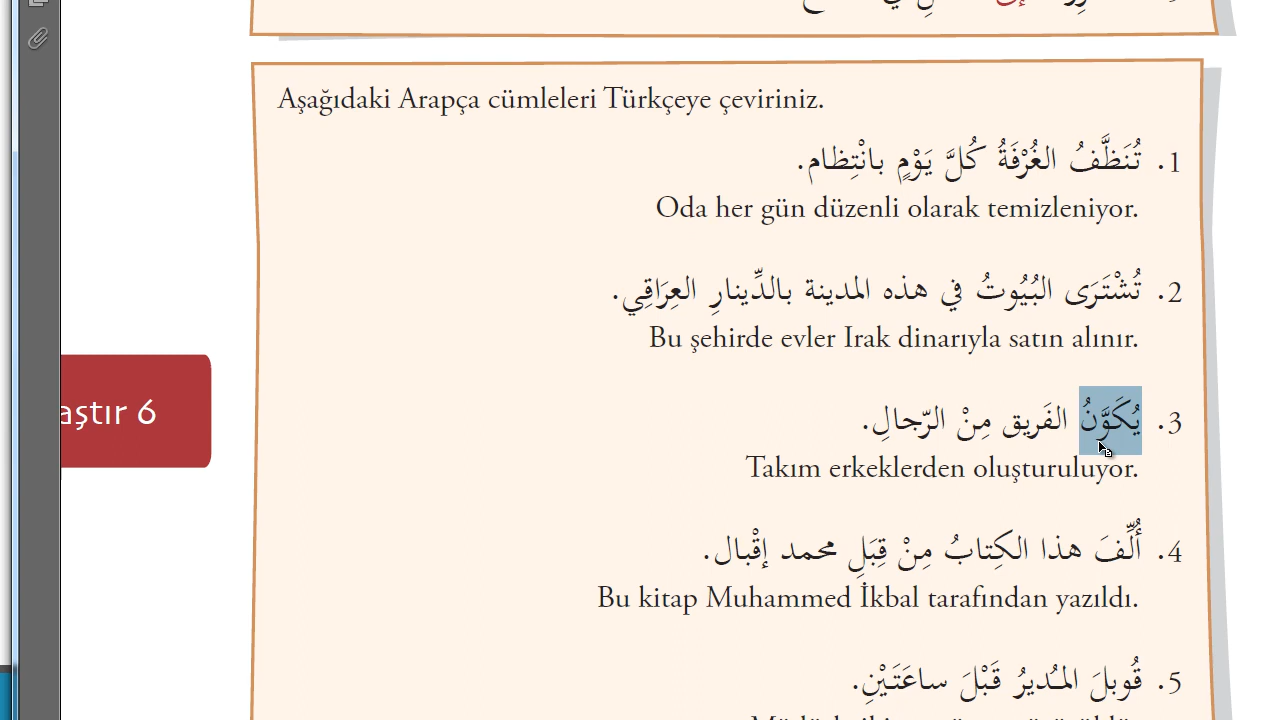 Aşağıdaki Arapça cümleleri Türkçeye çeviriniz.
1. تُنَظَّفُ الغُرْفَةُ كُلَّ يَوْمٍ بانْتِظام.
Oda her gün düzenli olarak temizleniyor.
2. تُشْتَرَى البُيُوتُ في هذه المدينة بالدِّينارِ العِرَاقِي.
Bu şehirde evler Irak dinarıyla satın alınır.
3. يُكَوَّنُ الفَريق مِنْ الرّجالِ.
Takım erkeklerden oluşturuluyor.
aştır 6
4. أُلِّفَ هذا الكِتابُ مِنْ قِبَلِ محمد إقْبال.
Bu kitap Muhammed İkbal tarafından yazıldı.
5. قُوبلَ المُديرُ قَبْلَ ساعَتَيْنِ.